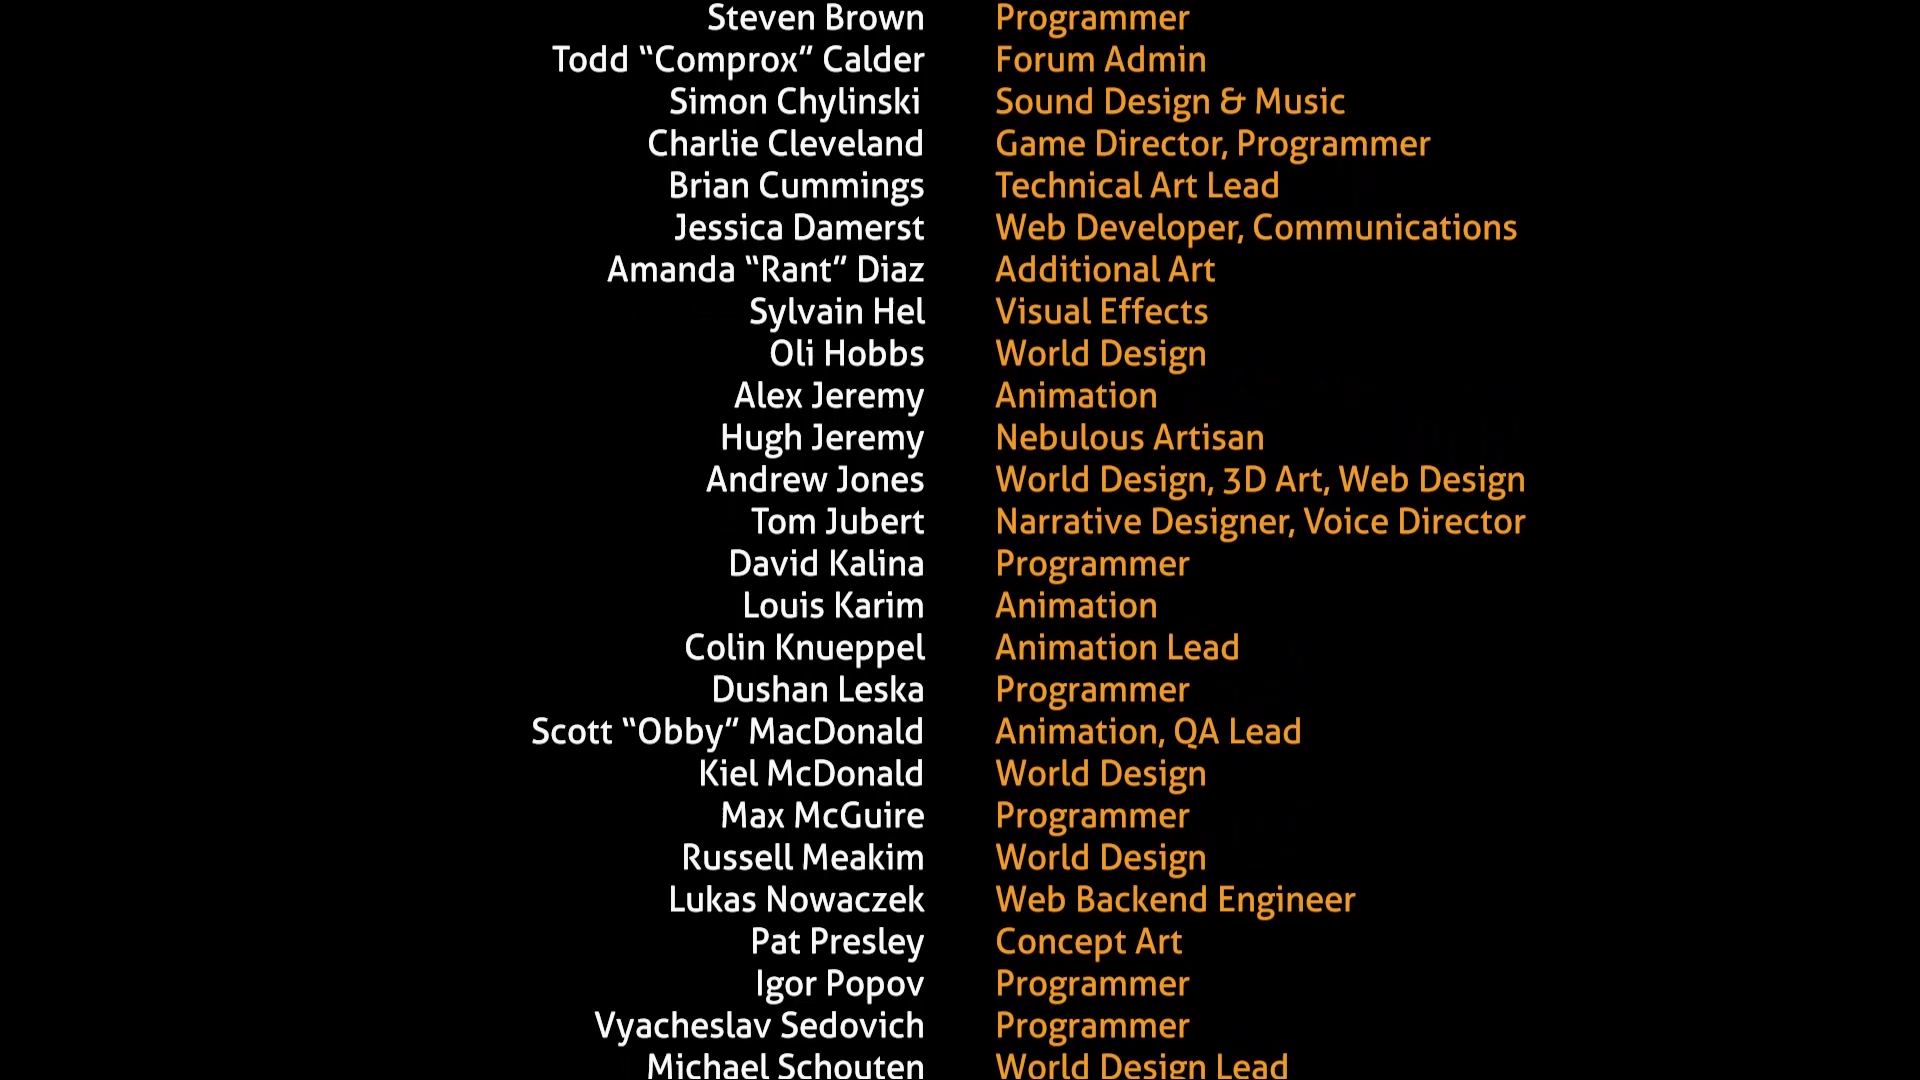 Steven Brown Programmer
Todd “Comprox” Calder Forum Admin
Simon Chylinski Sound Design & Music
Charlie Cleveland Game Director, Programmer
Brian Cummings Technical Art Lead
Jessica Damerst Web Developer, Communications
Amanda “Rant” Diaz Additional Art
Sylvain Hel Visual Effects
Oli Hobbs World Design
Alex Jeremy Animation
Hugh Jeremy Nebulous Artisan
Andrew Jones World Design, 3D Art, Web Design
Tom Jubert Narrative Designer, Voice Director
David Kalina Programmer
Louis Karim Animation
Colin Knueppel Animation Lead
Dushan Leska Programmer
Scott “Obby” MacDonald Animation, QA Lead
Kiel McDonald World Design
Max McGuire Programmer
Russell Meakim World Design
Lukas Nowaczek Web Backend Engineer
Pat Presley Concept Art
Igor Popov Programmer
Vyacheslav Sedovich Programmer
Michael Schouten World Design Lead